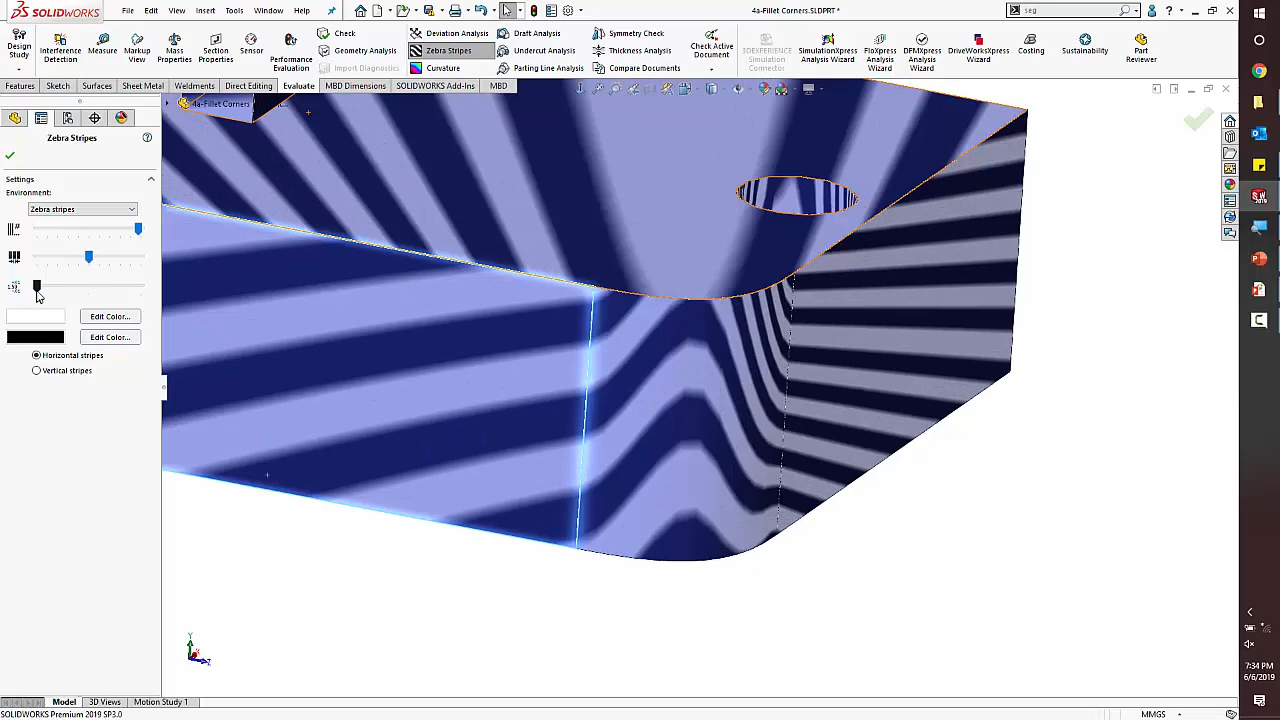 SOLIDWORKS File Edit View Insert Tools Window Help 4a-Fillet Corners.SLDPRT * seg
Design Study
Interference Detection
Measure
Markup View
Mass Properties
Section Properties
Sensor
Performance Evaluation
Check
Geometry Analysis
Import Diagnostics
Deviation Analysis
Zebra Stripes
Curvature
Draft Analysis
Undercut Analysis
Parting Line Analysis
Symmetry Check
Thickness Analysis
Compare Documents
Check Active Document
3DEXPERIENCE Simulation Connector
SimulationXpress Analysis Wizard
FloXpress Analysis Wizard
DFMXpress Analysis Wizard
DriveWorksXpress Wizard
Costing
Sustainability
Part Reviewer
Features Sketch Surfaces Sheet Metal Direct Editing Evaluate MBD Dimensions SOLIDWORKS Add-Ins MBD
4a-Fillet Corners
Zebra Stripes
Settings
Environment:
Zebra stripes
Edit Color...
Edit Color...
Horizontal stripes
Vertical stripes
Y
Z
Model 3D Views Motion Study 1
SOLIDWORKS Premium 2019 SP3.0 MMGS
7:34 PM
6/6/2019